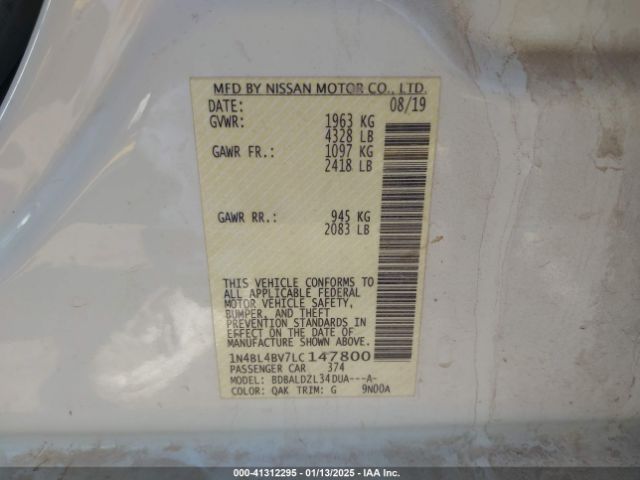 MFD BY NISSAN MOTOR CO., LTD.
DATE: 08/19
GVWR: 1963 KG
4328 LB
GAWR FR.: 1097 KG
2418 LB
GAWR RR.: 945 KG
2083 LB
THIS VEHICLE CONFORMS TO
ALL APPLICABLE FEDERAL
MOTOR VEHICLE SAFETY,
BUMPER, AND THEFT
PREVENTION STANDARDS IN
EFFECT ON THE DATE OF
MANUFACTURE SHOWN ABOVE.
1N4BL4BV7LC147800
PASSENGER CAR 374
MODEL: BDBALDZL34DUA---A-
COLOR: QAK TRIM: G 9N00A
000-41312295 - 01/13/2025 - IAA Inc.